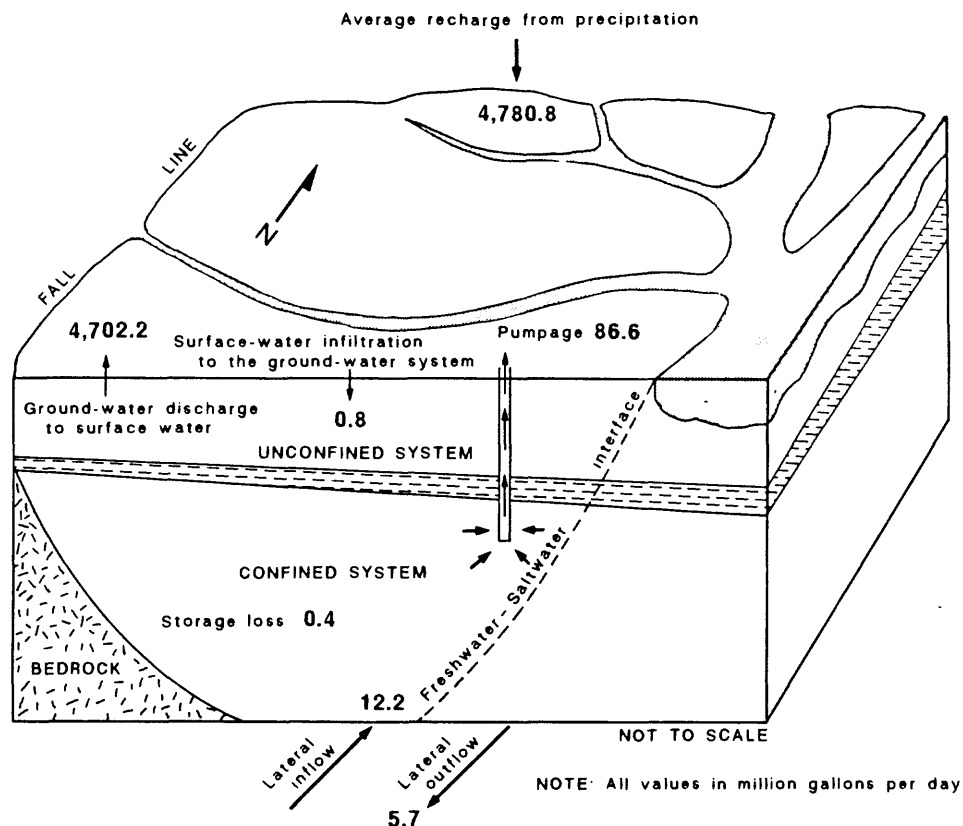 Average recharge from precipitation
4,780.8
LINE
N
FALL
4,702.2
Surface-water infiltration
to the ground-water system
Pumpage 86.6
Ground-water discharge
to surface water
0.8
UNCONFINED SYSTEM
Freshwater - Saltwater interface
CONFINED SYSTEM
Storage loss 0.4
BEDROCK
12.2
NOT TO SCALE
Lateral
inflow
Lateral
outflow
5.7
NOTE: All values in million gallons per day